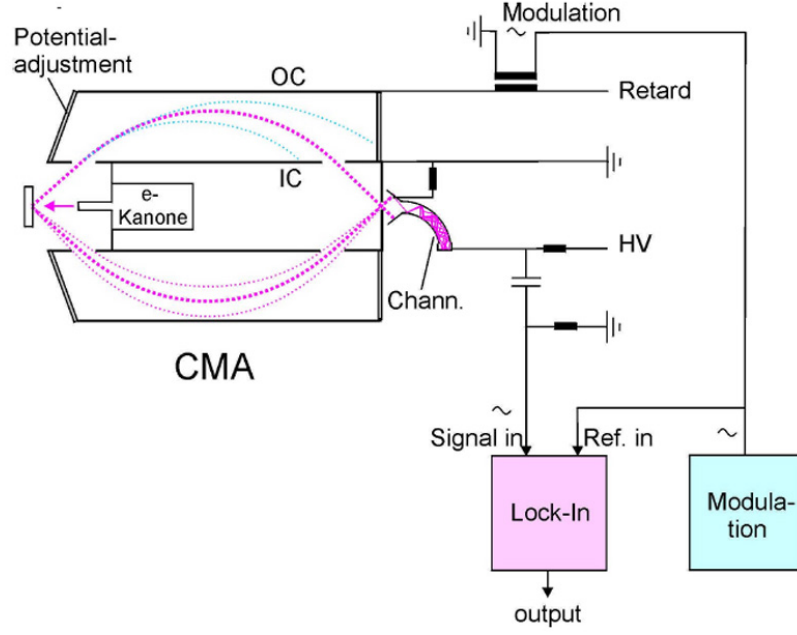 Modulation
~
Potential-
adjustment
OC
Retard
IC
e-
Kanone
HV
Chann.
CMA
~
Signal in
Ref. in
~
Lock-In
Modula-
tion
output